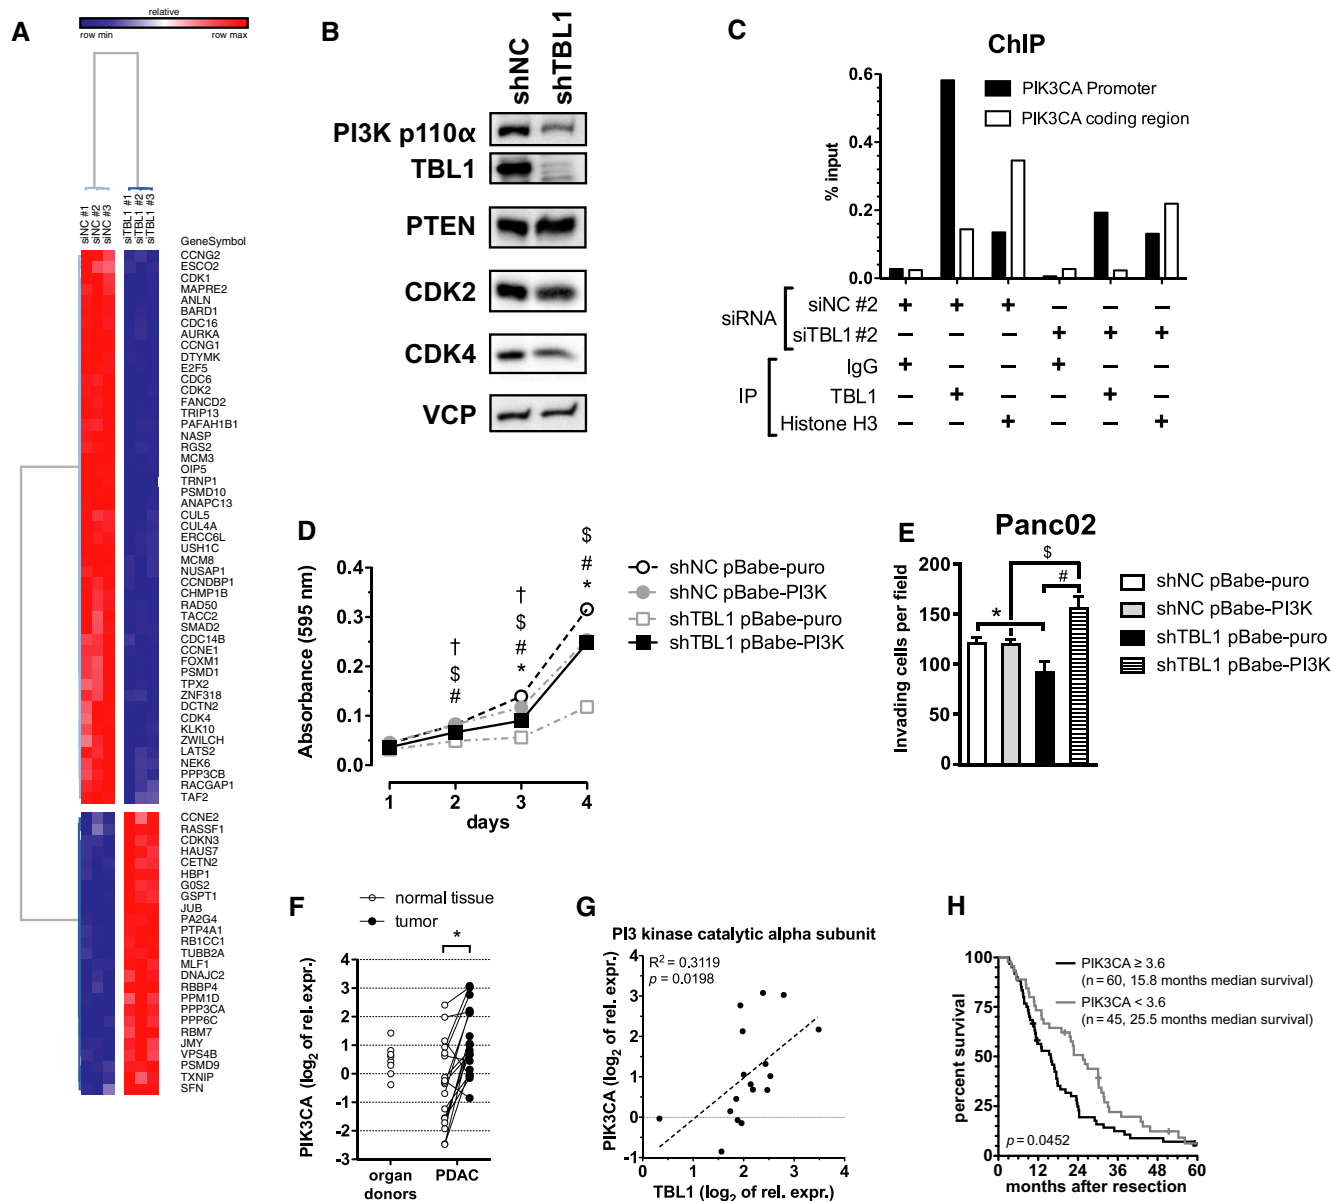 A
relative
row min
row max
siNC #1
siNC #2
siNC #3
siTBL1 #1
siTBL1 #2
siTBL1 #3
GeneSymbol
CCNG2
ESCO2
CDK1
MAPRE2
ANLN
BARD1
CDC16
AURKA
CCNG1
DTYMK
E2F5
CDC6
CDK2
FANCD2
TRIP13
PAFAH1B1
NASP
RGS2
MCM3
OIP5
TRNP1
PSMD10
ANAPC13
CUL5
CUL4A
ERCC6L
USH1C
MCM8
NUSAP1
CCNDBP1
CHMP1B
RAD50
TACC2
SMAD2
CDC14B
CCNE1
FOXM1
PSMD1
TPX2
ZNF318
DCTN2
CDK4
KLK10
ZWILCH
LATS2
NEK6
PPP3CB
RACGAP1
TAF2
CCNE2
RASSF1
CDKN3
HAUS7
CETN2
HBP1
G0S2
GSPT1
JUB
PA2G4
PTP4A1
RB1CC1
TUBB2A
MLF1
DNAJC2
RBBP4
PPM1D
PPP3CA
PPP6C
RBM7
JMY
VPS4B
PSMD9
TXNIP
SFN
B
shNC
shTBL1
PI3K p110α
TBL1
PTEN
CDK2
CDK4
VCP
C
ChIP
PIK3CA Promoter
PIK3CA coding region
% input
0.6
0.4
0.2
0.0
siRNA
siNC #2 + + + – – –
siTBL1 #2 – – – + + +
IP
IgG + – – + – –
TBL1 – + – – + –
Histone H3 – – + – – +
D
Absorbance (595 nm)
0.4
0.3
0.2
0.1
0.0
†
$
#
†
$
#
*
$
#
*
1 2 3 4
days
shNC pBabe-puro
shNC pBabe-PI3K
shTBL1 pBabe-puro
shTBL1 pBabe-PI3K
E
Panc02
Invading cells per field
200
150
100
50
0
*
$
#
shNC pBabe-puro
shNC pBabe-PI3K
shTBL1 pBabe-puro
shTBL1 pBabe-PI3K
F
normal tissue
tumor
*
PIK3CA (log2 of rel. expr.)
4
3
2
1
0
-1
-2
-3
organ donors
PDAC
G
PI3 kinase catalytic alpha subunit
R2 = 0.3119
p = 0.0198
PIK3CA (log2 of rel. expr.)
4
3
2
1
0
-1
0 1 2 3 4
TBL1 (log2 of rel. expr.)
H
PIK3CA ≥ 3.6
(n = 60, 15.8 months median survival)
PIK3CA < 3.6
(n = 45, 25.5 months median survival)
percent survival
100
75
50
25
0
p = 0.0452
0 12 24 36 48 60
months after resection